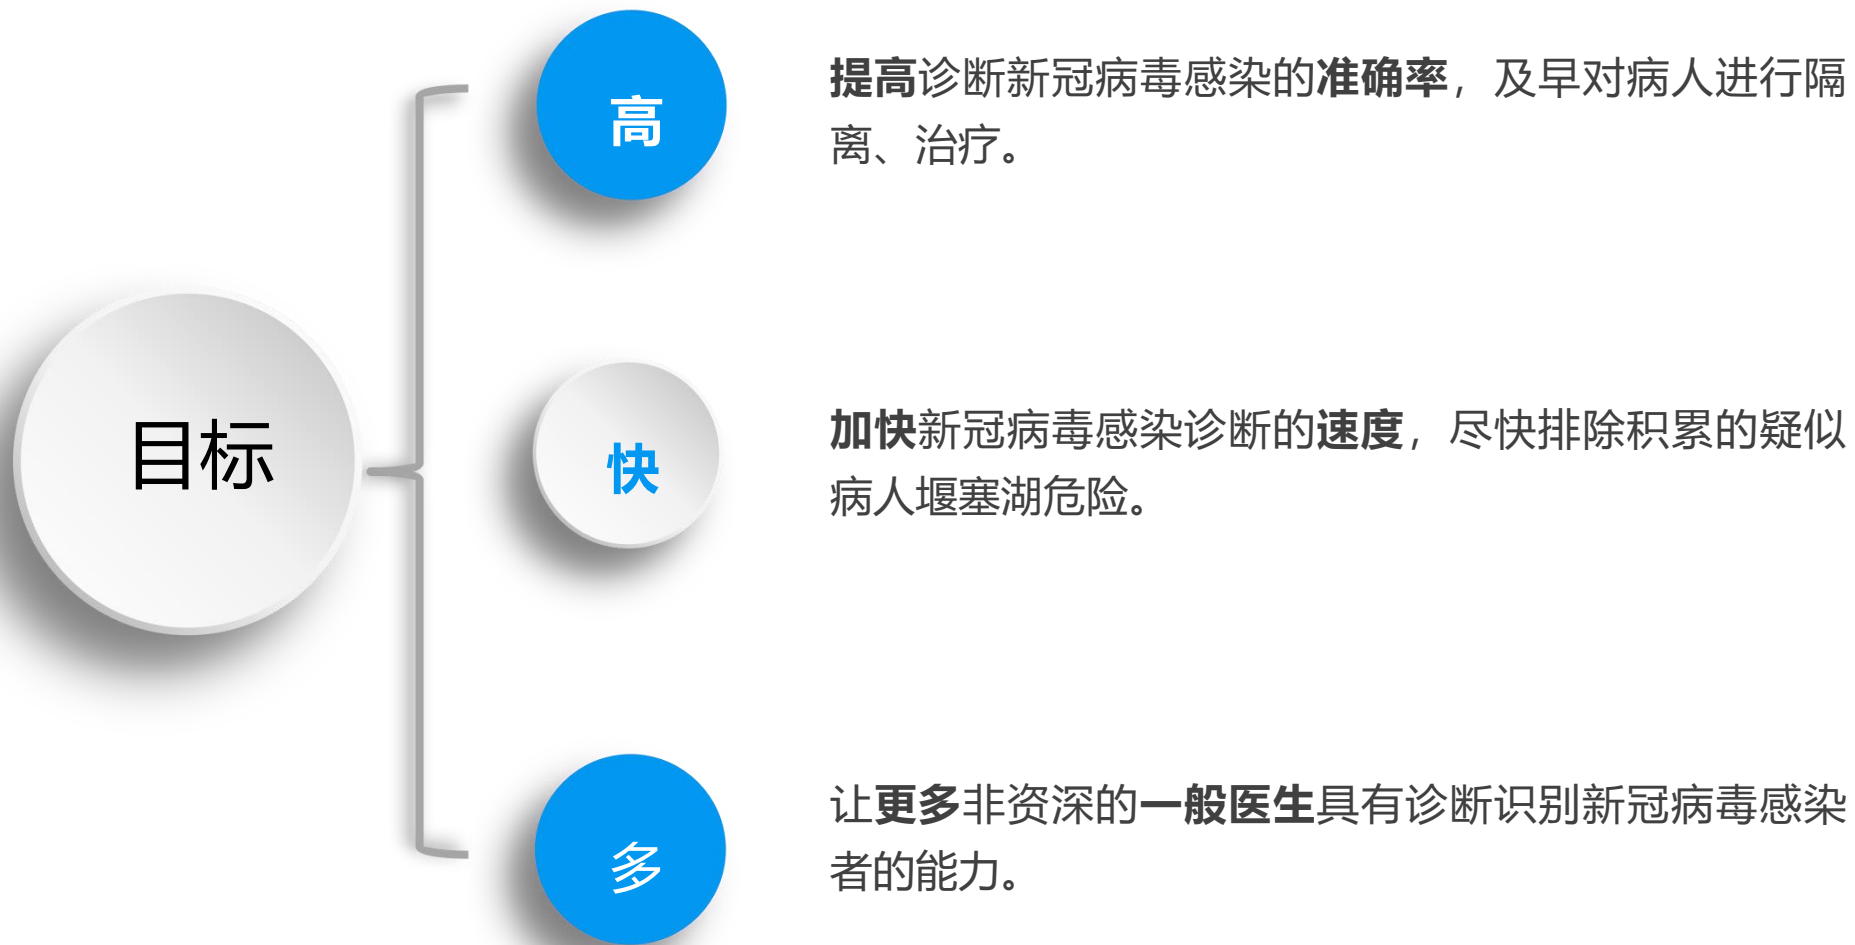 高
提高诊断新冠病毒感染的准确率，及早对病人进行隔
离、治疗。
目标
快
加快新冠病毒感染诊断的速度，尽快排除积累的疑似
病人堰塞湖危险。
多
让更多非资深的一般医生具有诊断识别新冠病毒感染
者的能力。